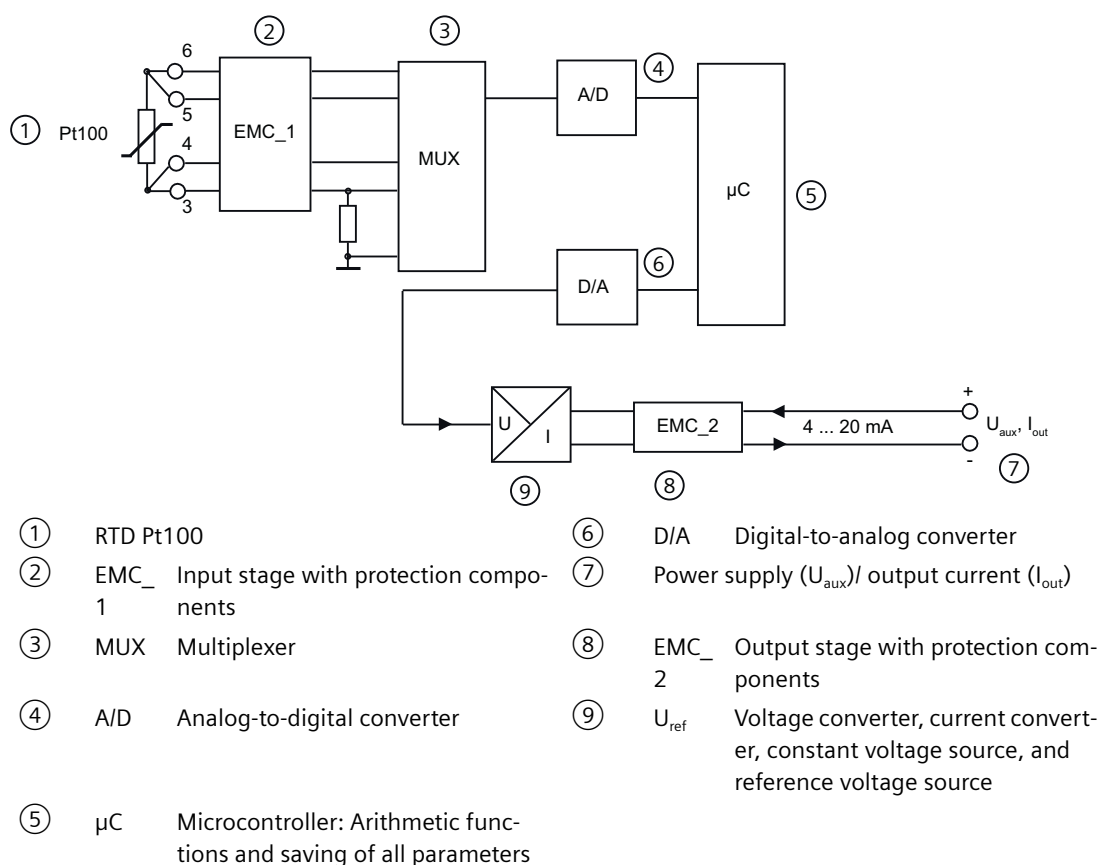 ② ③
6
④
A/D
5
① Pt100
EMC_1
4
MUX
µC
⑤
3
⑥
D/A
+
U I
EMC_2
4 ... 20 mA
U_aux, I_out
-
⑨ ⑧ ⑦
① RTD Pt100
② EMC_1 Input stage with protection compo-
nents
③ MUX Multiplexer
④ A/D Analog-to-digital converter
⑤ µC Microcontroller: Arithmetic func-
tions and saving of all parameters
⑥ D/A Digital-to-analog converter
⑦ Power supply (U_aux)/ output current (I_out)
⑧ EMC_2 Output stage with protection com-
ponents
⑨ U_ref Voltage converter, current convert-
er, constant voltage source, and
reference voltage source